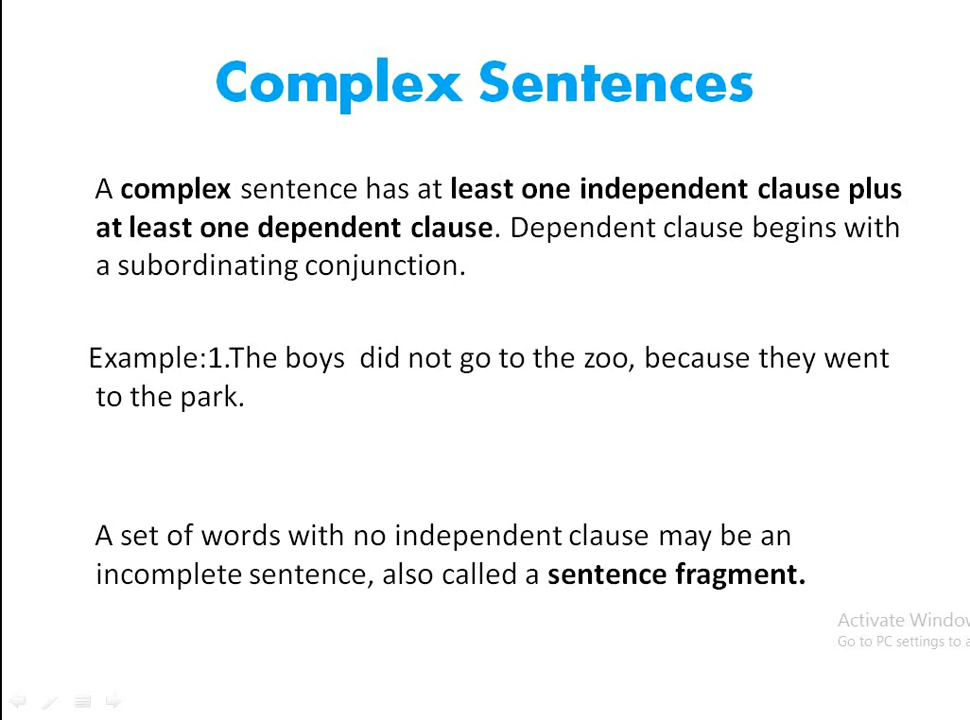 Complex Sentences
A complex sentence has at least one independent clause plus
at least one dependent clause. Dependent clause begins with
a subordinating conjunction.
Example:1.The boys  did not go to the zoo, because they went
to the park.
A set of words with no independent clause may be an
incomplete sentence, also called a sentence fragment.
Activate
Go to PC settings to